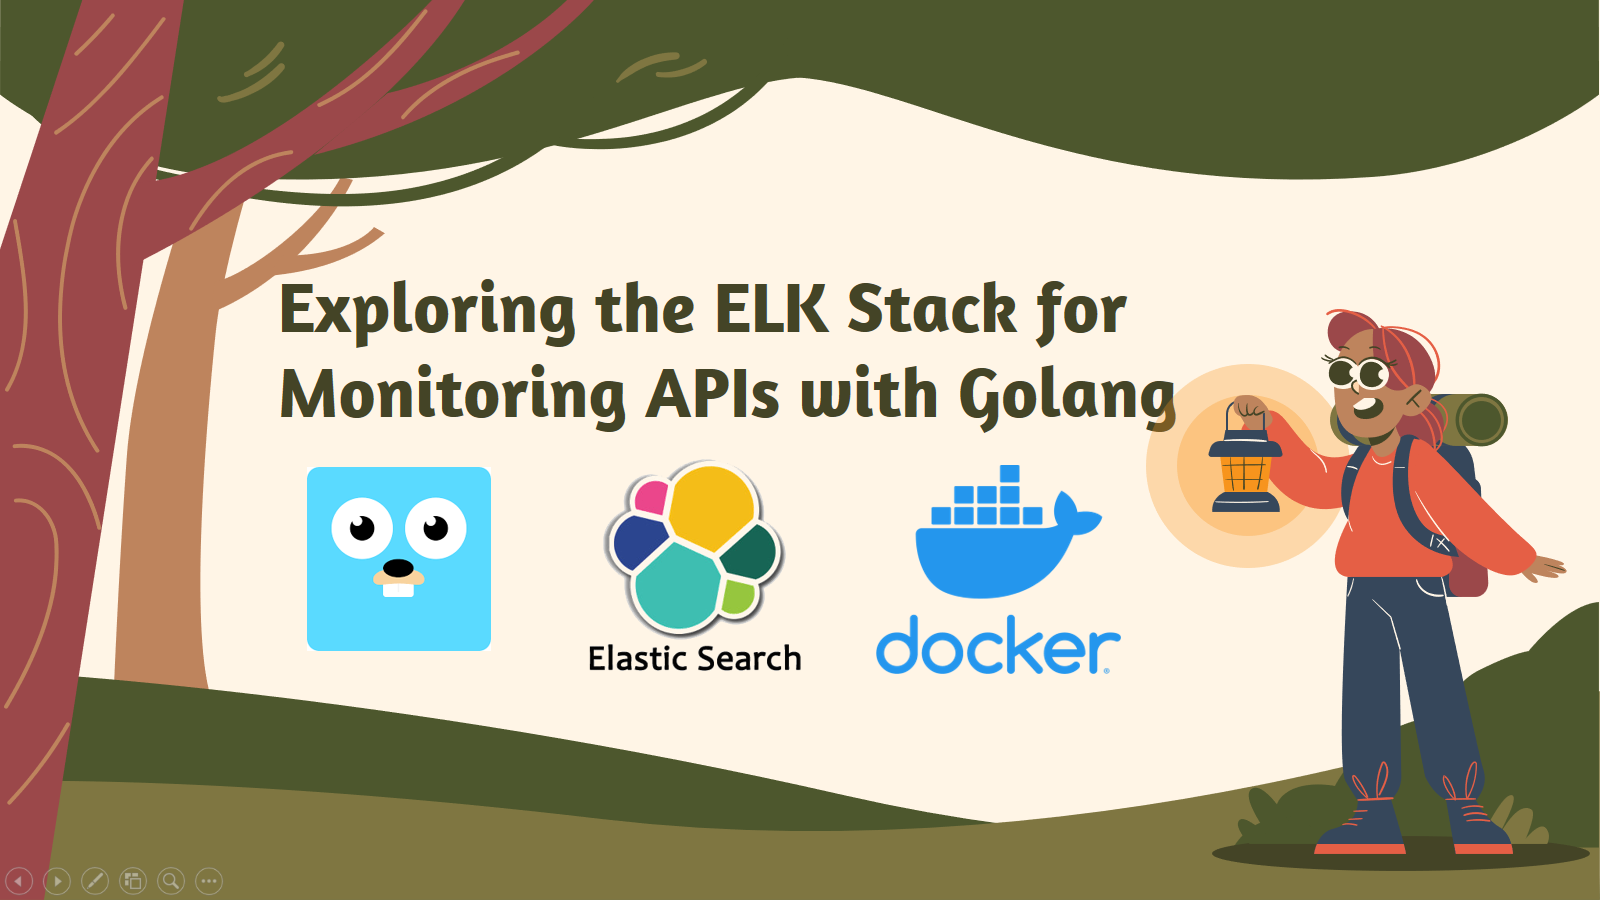 Exploring the ELK Stack for
Monitoring APIs with Golang
Elastic Search
docker